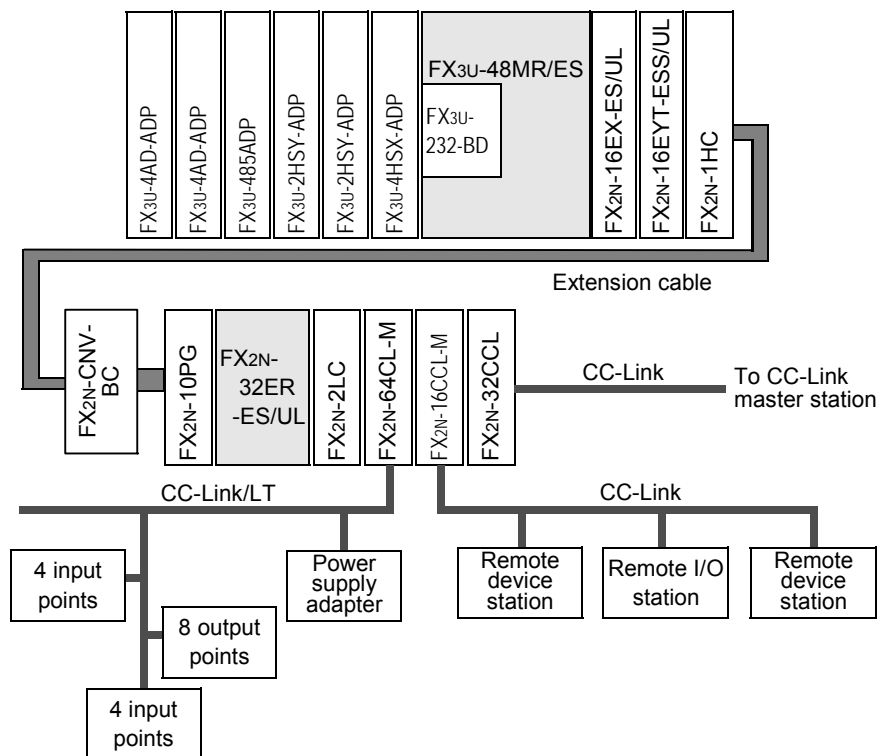 FX3U-4AD-ADP
FX3U-4AD-ADP
FX3U-485ADP
FX3U-2HSY-ADP
FX3U-2HSY-ADP
FX3U-4HSX-ADP
FX3U-48MR/ES
FX3U-
232-BD
FX2N-16EX-ES/UL
FX2N-16EYT-ESS/UL
FX2N-1HC
Extension cable
FX2N-CNV-
BC
FX2N-10PG
FX2N-
32ER
-ES/UL
FX2N-2LC
FX2N-64CL-M
FX2N-16CCL-M
FX2N-32CCL
CC-Link
To CC-Link
master station
CC-Link/LT
CC-Link
4 input
points
8 output
points
4 input
points
Power
supply
adapter
Remote
device
station
Remote I/O
station
Remote
device
station